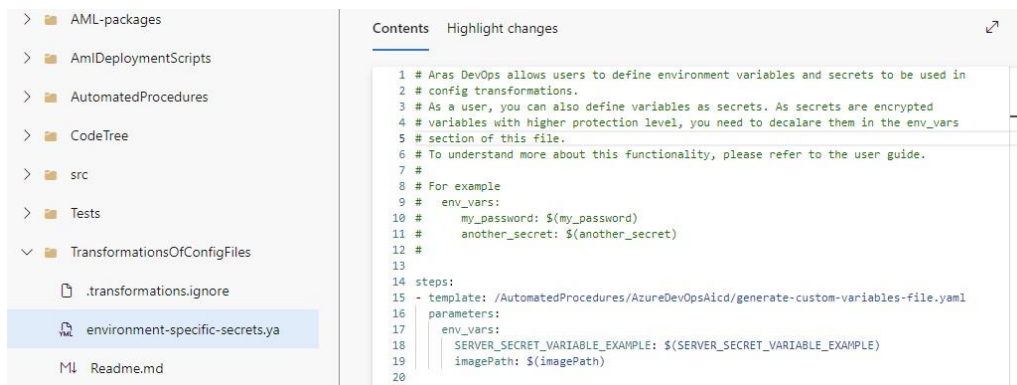 AML-packages
AmlDeploymentScripts
AutomatedProcedures
CodeTree
src
Tests
TransformationsOfConfigFiles
.transformations.ignore
YML environment-specific-secrets.ya
M↓ Readme.md
Contents Highlight changes
1 # Aras DevOps allows users to define environment variables and secrets to be used in
2 # config transformations.
3 # As a user, you can also define variables as secrets. As secrets are encrypted
4 # variables with higher protection level, you need to decalare them in the env_vars
5 # section of this file.
6 # To understand more about this functionality, please refer to the user guide.
7 #
8 # For example
9 #   env_vars:
10 #      my_password: $(my_password)
11 #      another_secret: $(another_secret)
12 #
13
14 steps:
15 - template: /AutomatedProcedures/AzureDevOpsAicd/generate-custom-variables-file.yaml
16   parameters:
17     env_vars:
18       SERVER_SECRET_VARIABLE_EXAMPLE: $(SERVER_SECRET_VARIABLE_EXAMPLE)
19       imagePath: $(imagePath)
20